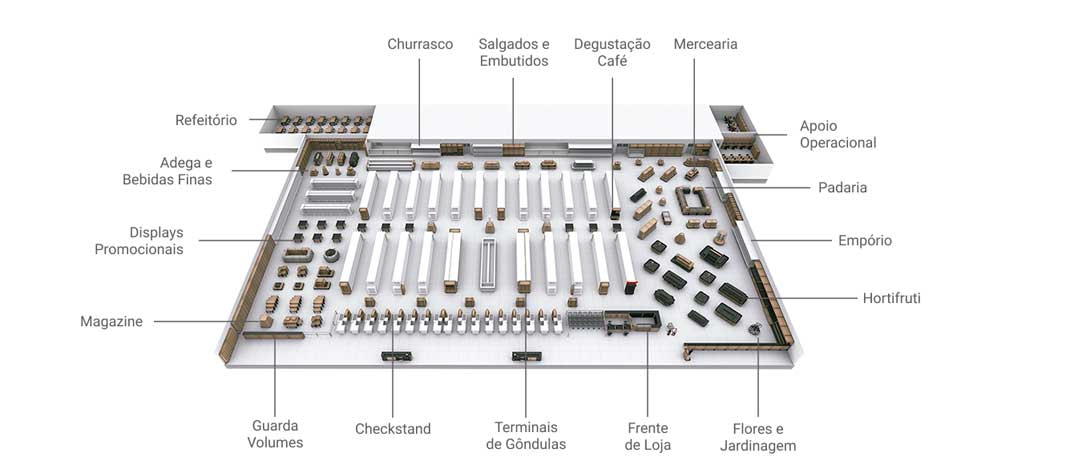 Churrasco
Salgados e
Embutidos
Degustação
Café
Mercearia
Refeitório
Apoio
Operacional
Adega e
Bebidas Finas
Padaria
Displays
Promocionais
Empório
Magazine
Hortifruti
Guarda
Volumes
Checkstand
Terminais
de Gôndulas
Frente
de Loja
Flores e
Jardinagem